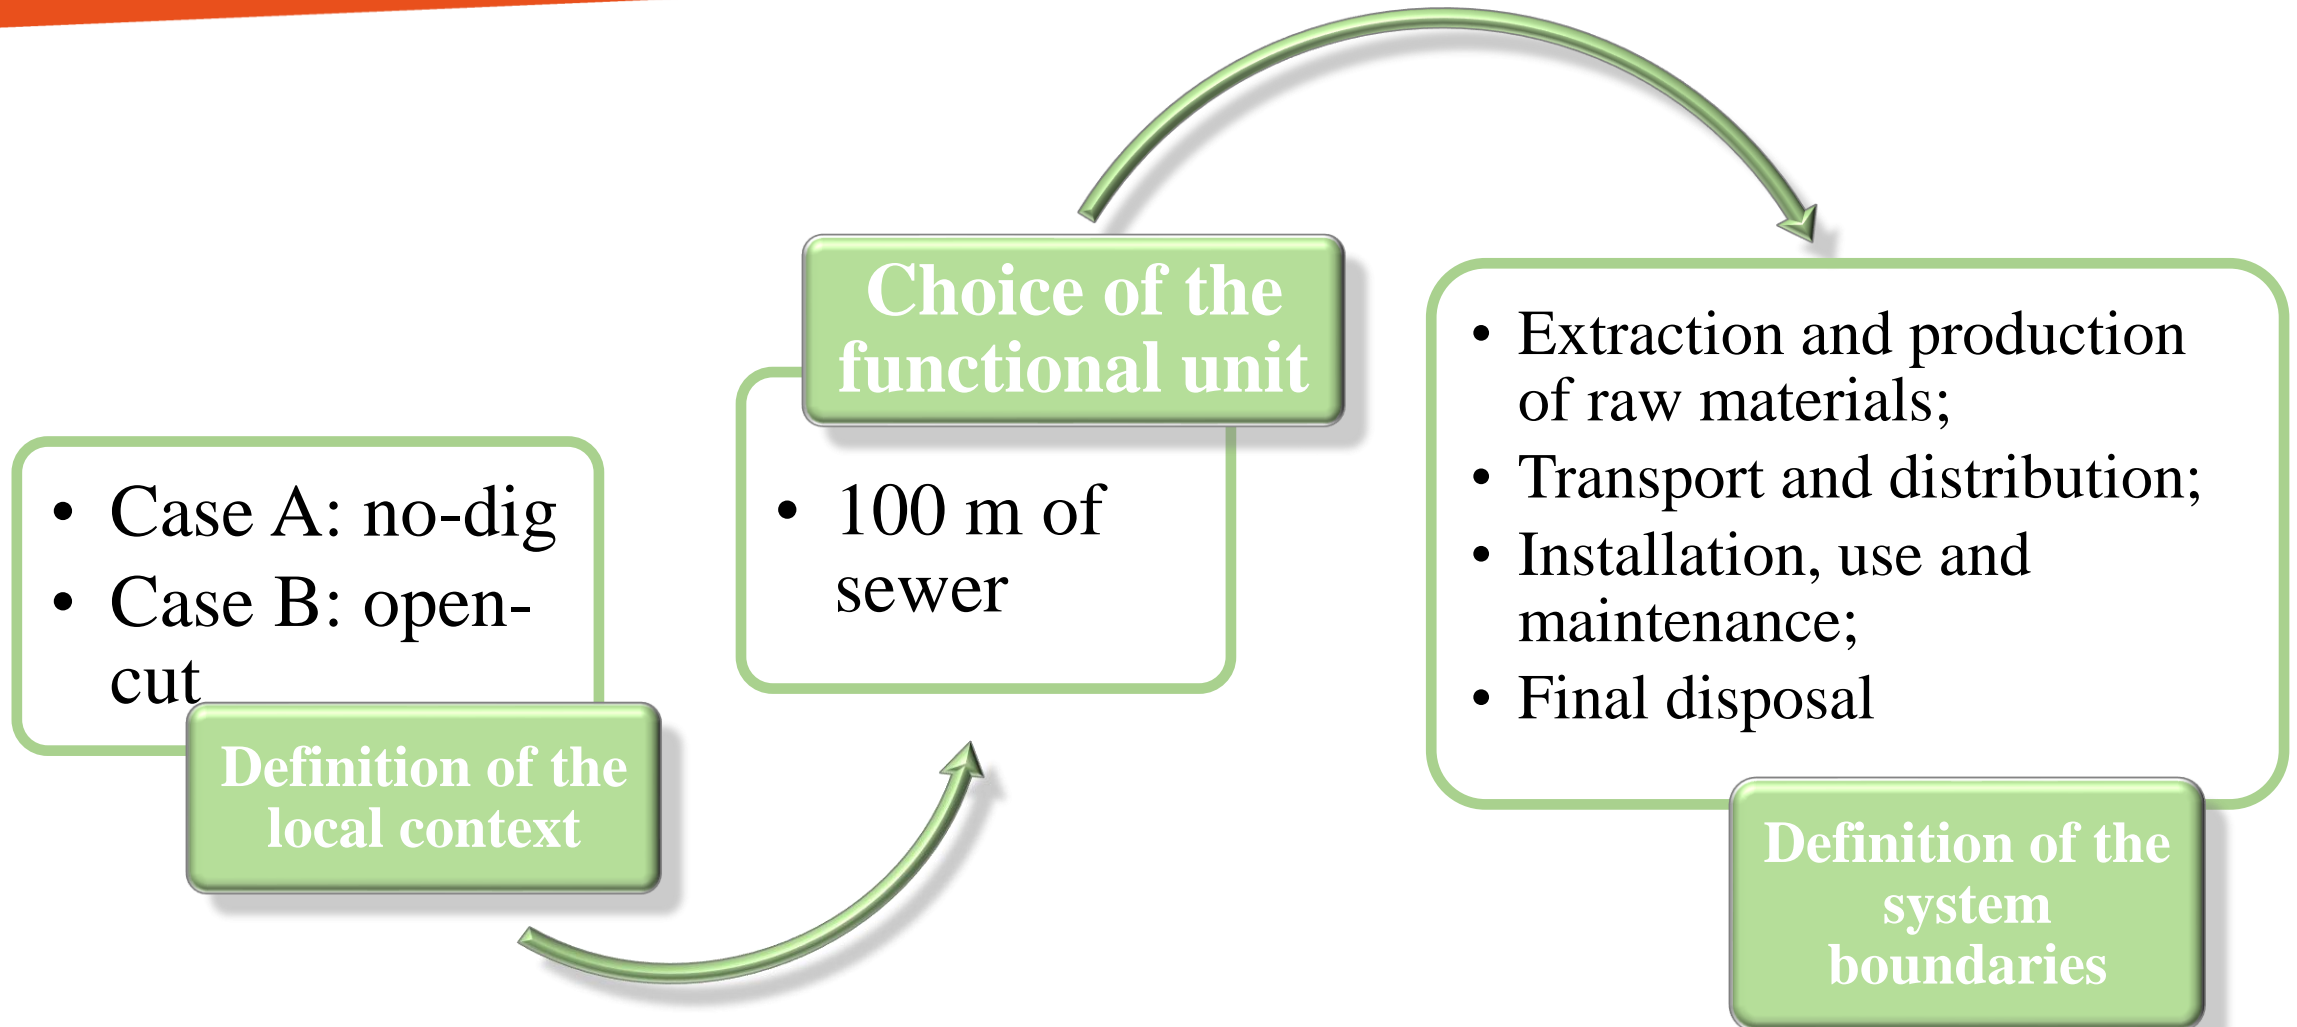 • Case A: no-dig
• Case B: open-
cut
Definition of the
local context
Choice of the
functional unit
• 100 m of
sewer
• Extraction and production
of raw materials;
• Transport and distribution;
• Installation, use and
maintenance;
• Final disposal
Definition of the
system
boundaries